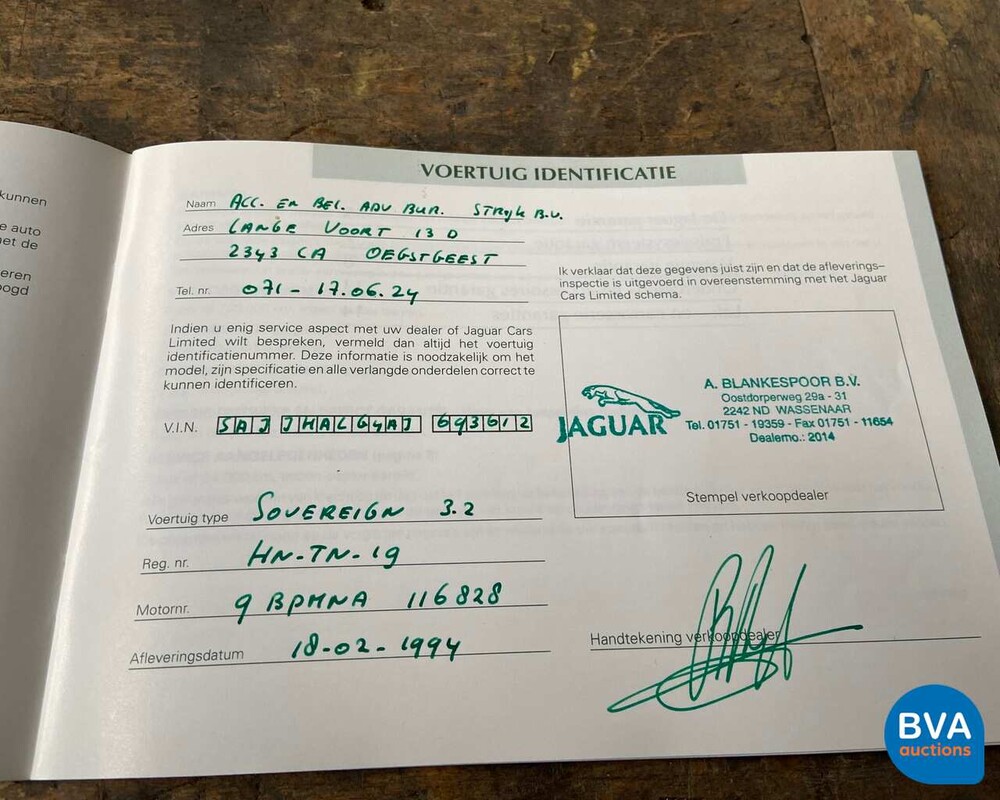 kunnen
e auto
et de
eren
ogd
VOERTUIG IDENTIFICATIE
Naam ACC. EN BEL. ADV BUR. STRYK B.V.
Adres LANGE VOORT 13 D
2343 CA OEGSTGEEST
Tel. nr. 071 - 17.06.24
Indien u enig service aspect met uw dealer of Jaguar Cars
Limited wilt bespreken, vermeld dan altijd het voertuig
identificatienummer. Deze informatie is noodzakelijk om het
model, zijn specificatie en alle verlangde onderdelen correct te
kunnen identificeren.
V.I.N. SAJ JHALG4AJ 693612
Voertuig type SOVEREIGN 3.2
Reg. nr. HN-TN-19
Motornr. 9 BPMNA 116828
Afleveringsdatum 18-02-1994
Ik verklaar dat deze gegevens juist zijn en dat de afleverings-
inspectie is uitgevoerd in overeenstemming met het Jaguar
Cars Limited schema.
JAGUAR
A. BLANKESPOOR B.V.
Oostdorperweg 29a - 31
2242 ND WASSENAAR
Tel. 01751 - 19359 - Fax 01751 - 11654
Dealerno.: 2014
Stempel verkoopdealer
Handtekening verkoopdealer
BVA
auctions